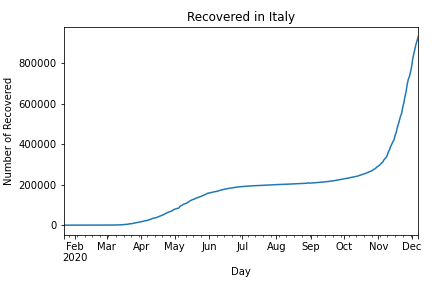 Recovered in Italy
Number of Recovered
800000
600000
400000
200000
0
Feb Mar Apr May Jun Jul Aug Sep Oct Nov Dec
2020
Day